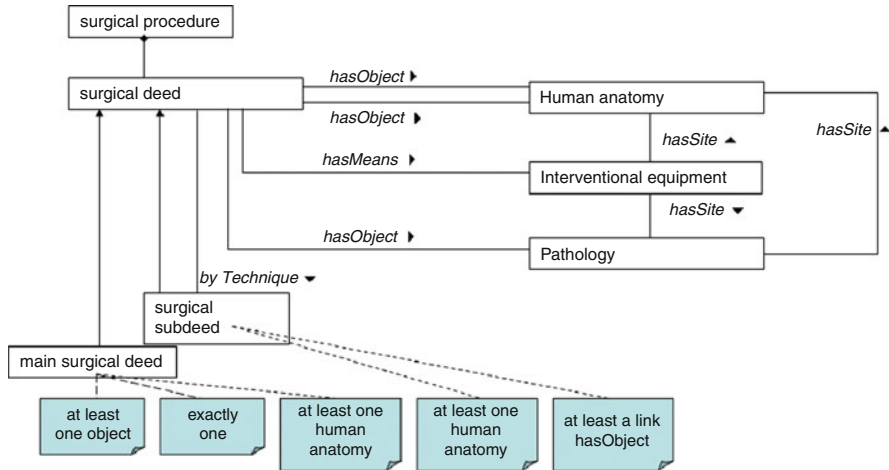 surgical procedure
surgical deed
hasObject
Human anatomy
hasObject
hasSite
hasSite
hasMeans
Interventional equipment
hasSite
hasObject
Pathology
by Technique
surgical
subdeed
main surgical deed
at least
one object
exactly
one
at least one
human
anatomy
at least one
human
anatomy
at least a link
hasObject